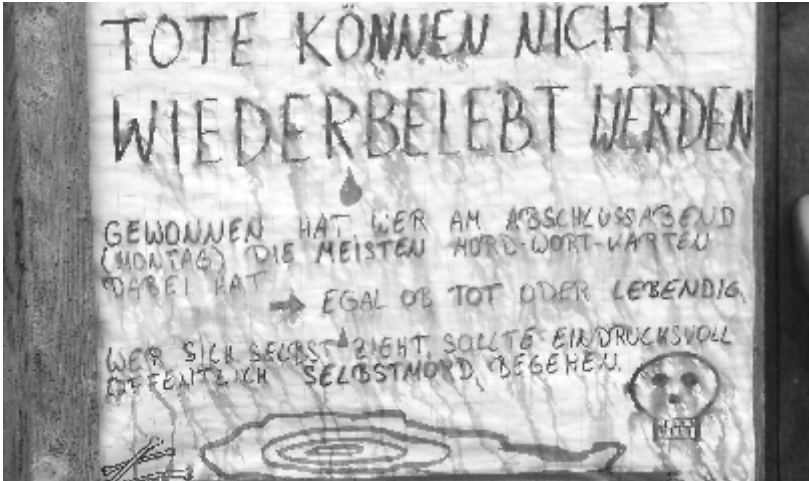 TOTE KÖNNEN NICHT
WIEDERBELEBT WERDEN
GEWONNEN HAT, WER AM ABSCHLUSSABEND
(MONTAG) DIE MEISTEN MORD-WORT-KARTEN
DABEI HAT
→ EGAL OB TOT ODER LEBENDIG.
WER SICH SELBST ZIEHT, SOLLTE EINDRUCKSVOLL
ÖFFENTLICH SELBSTMORD BEGEHEN.